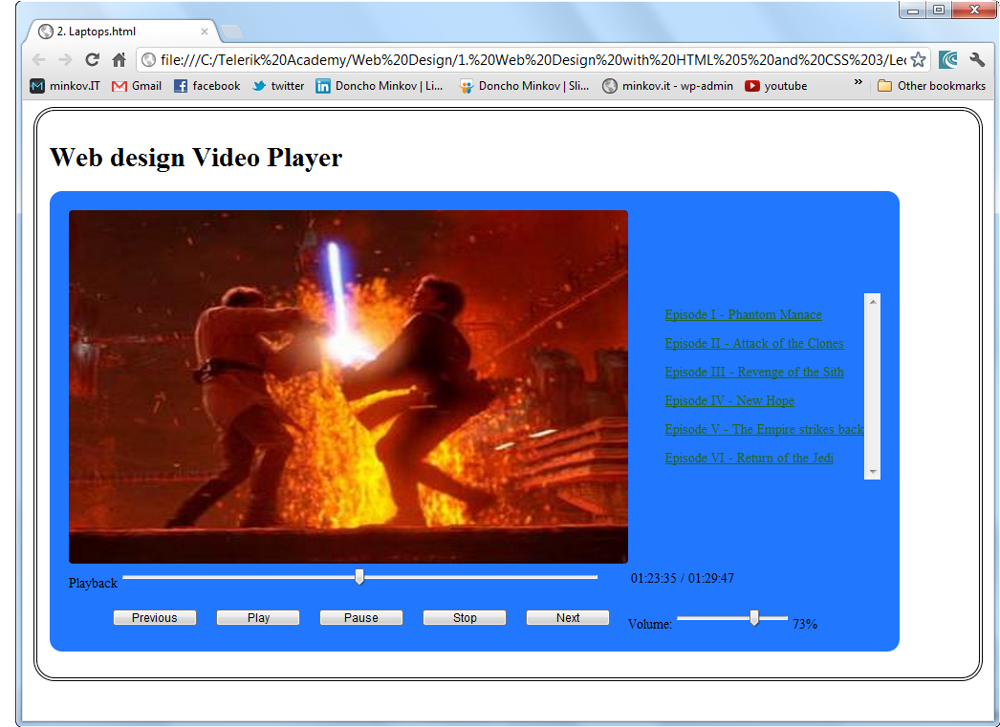 2. Laptops.html
file:///C:/Telerik%20Academy/Web%20Design/1.%20Web%20Design%20with%20HTML%205%20and%20CSS%203/Lec
minkov.IT Gmail facebook twitter Doncho Minkov | Li... Doncho Minkov | Sli... minkov.it - wp-admin youtube » Other bookmarks
Web design Video Player
Episode I - Phantom Manace
Episode II - Attack of the Clones
Episode III - Revenge of the Sith
Episode IV - New Hope
Episode V - The Empire strikes back
Episode VI - Return of the Jedi
Playback 01:23:35 / 01:29:47
Previous Play Pause Stop Next Volume: 73%